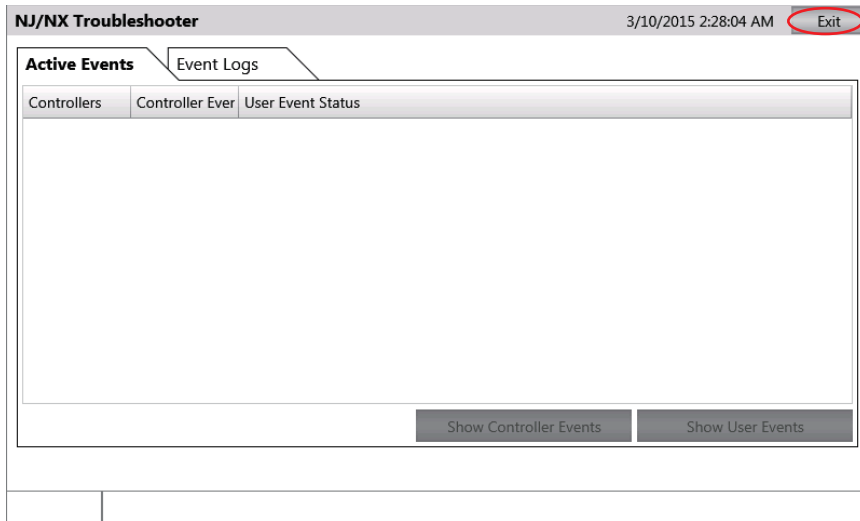 NJ/NX Troubleshooter 3/10/2015 2:28:04 AM Exit
Active Events Event Logs
Controllers Controller Ever User Event Status
Show Controller Events Show User Events